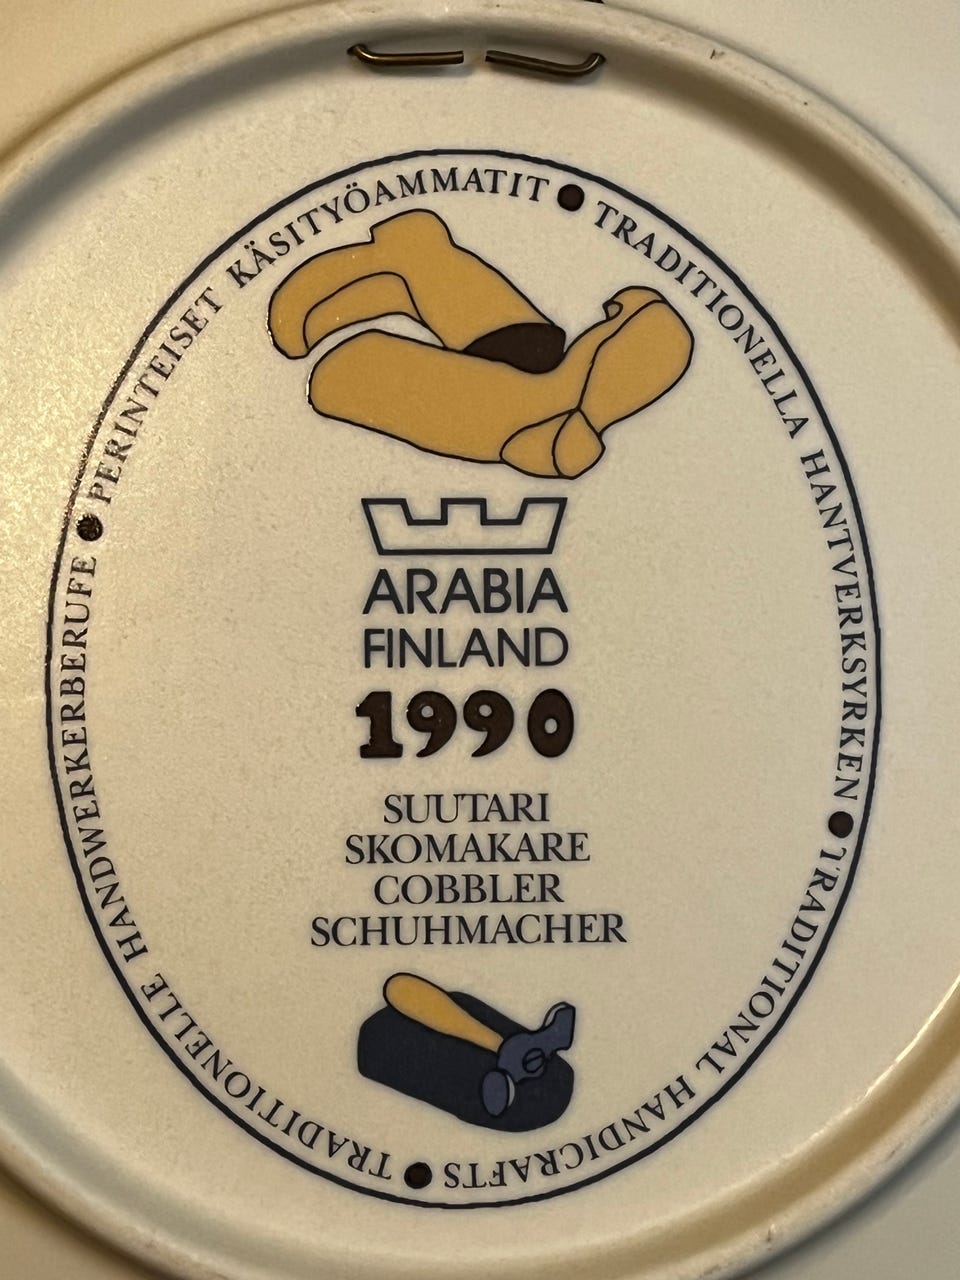 PERINTEISET KÄSITYÖAMMATIT • TRADITIONELLA HANTVERKSYRKEN • TRADITIONAL HANDICRAFTS • TRADITIONELLE HANDWERKERBERUFE •
ARABIA
FINLAND
1990
SUUTARI
SKOMAKARE
COBBLER
SCHUHMACHER